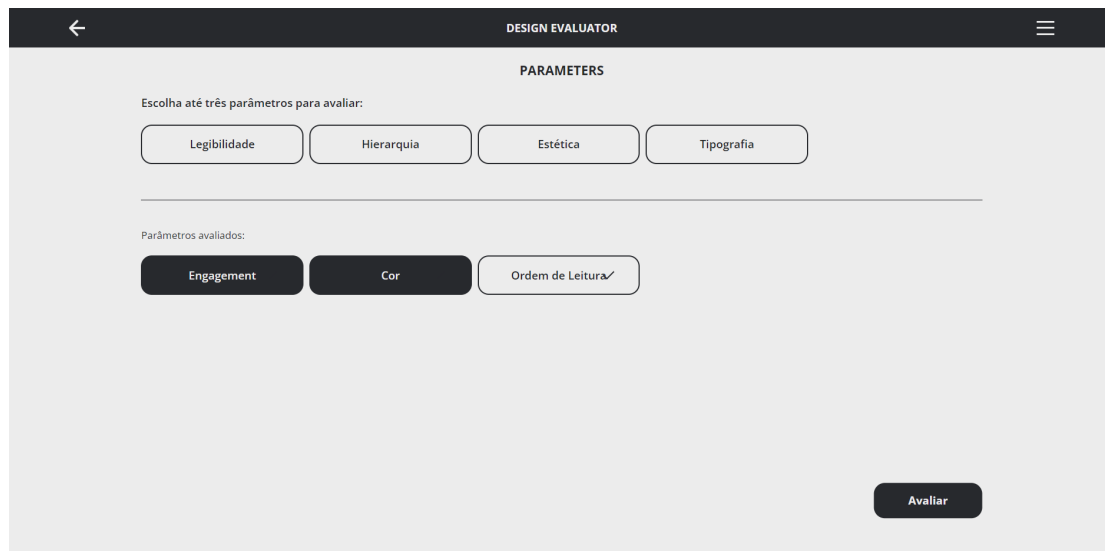 DESIGN EVALUATOR
PARAMETERS
Escolha até três parâmetros para avaliar:
Legibilidade Hierarquia Estética Tipografia
Parâmetros avaliados:
Engagement Cor Ordem de Leitura
Avaliar